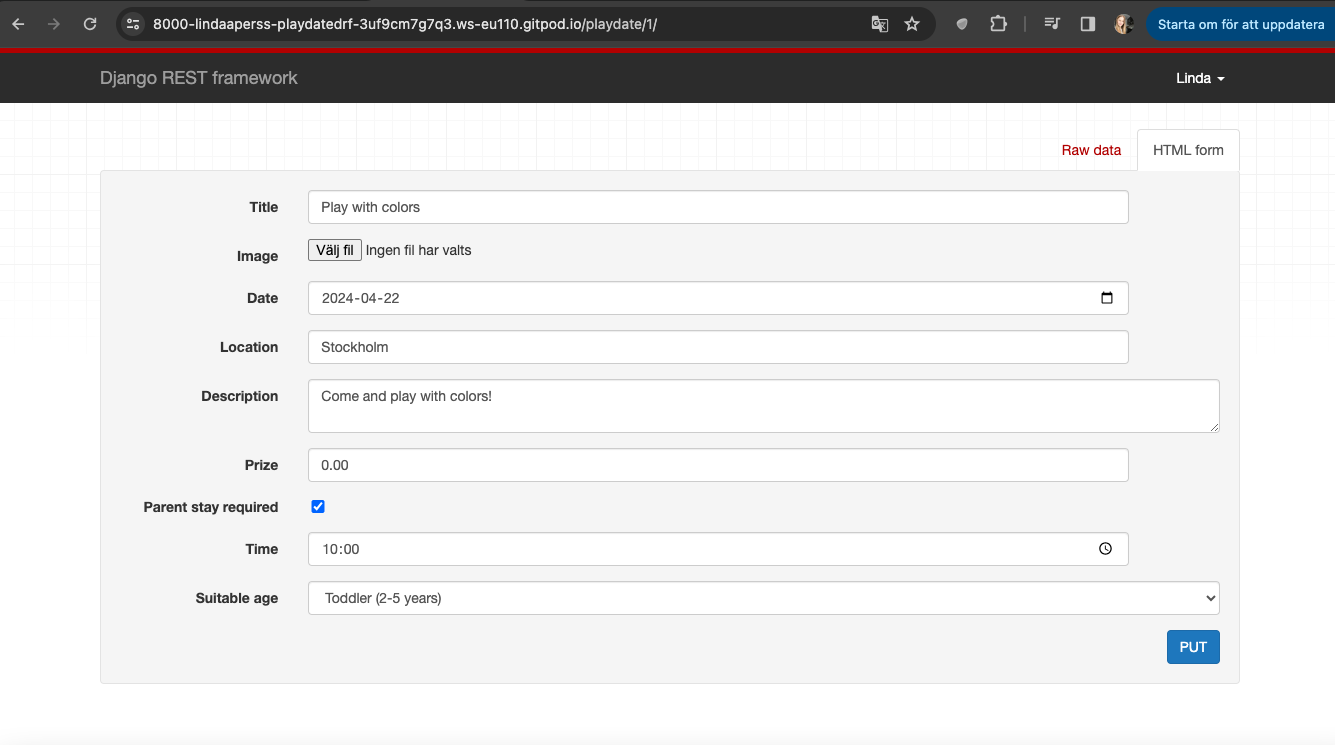 8000-lindaaperss-playdatedrf-3uf9cm7g7q3.ws-eu110.gitpod.io/playdate/1/
Starta om för att uppdatera
Django REST framework
Linda
Raw data
HTML form
Title
Play with colors
Image
Välj fil Ingen fil har valts
Date
2024-04-22
Location
Stockholm
Description
Come and play with colors!
Prize
0.00
Parent stay required
Time
10:00
Suitable age
Toddler (2-5 years)
PUT